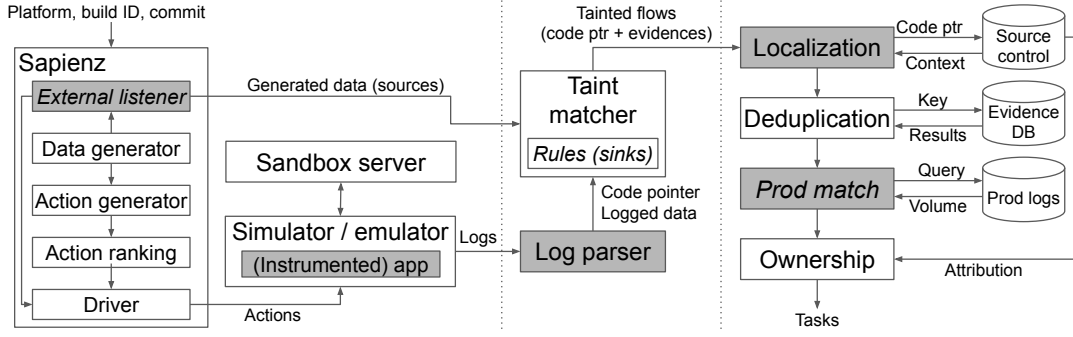 Platform, build ID, commit
Sapienz
External listener
Data generator
Action generator
Action ranking
Driver
Generated data (sources)
Sandbox server
Simulator / emulator
(Instrumented) app
Actions
Logs
Tainted flows
(code ptr + evidences)
Taint
matcher
Rules (sinks)
Code pointer
Logged data
Log parser
Localization
Code ptr
Context
Source
control
Deduplication
Key
Results
Evidence
DB
Prod match
Query
Volume
Prod logs
Ownership
Attribution
Tasks